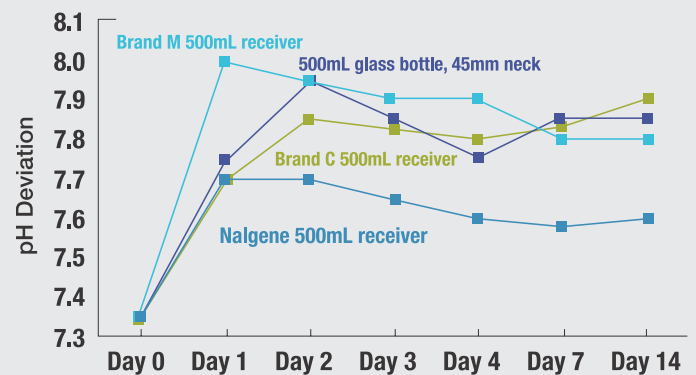 8.1
8.0
7.9
7.8
7.7
7.6
7.5
7.4
7.3
pH Deviation
Brand M 500mL receiver
500mL glass bottle, 45mm neck
Brand C 500mL receiver
Nalgene 500mL receiver
Day 0 Day 1 Day 2 Day 3 Day 4 Day 7 Day 14